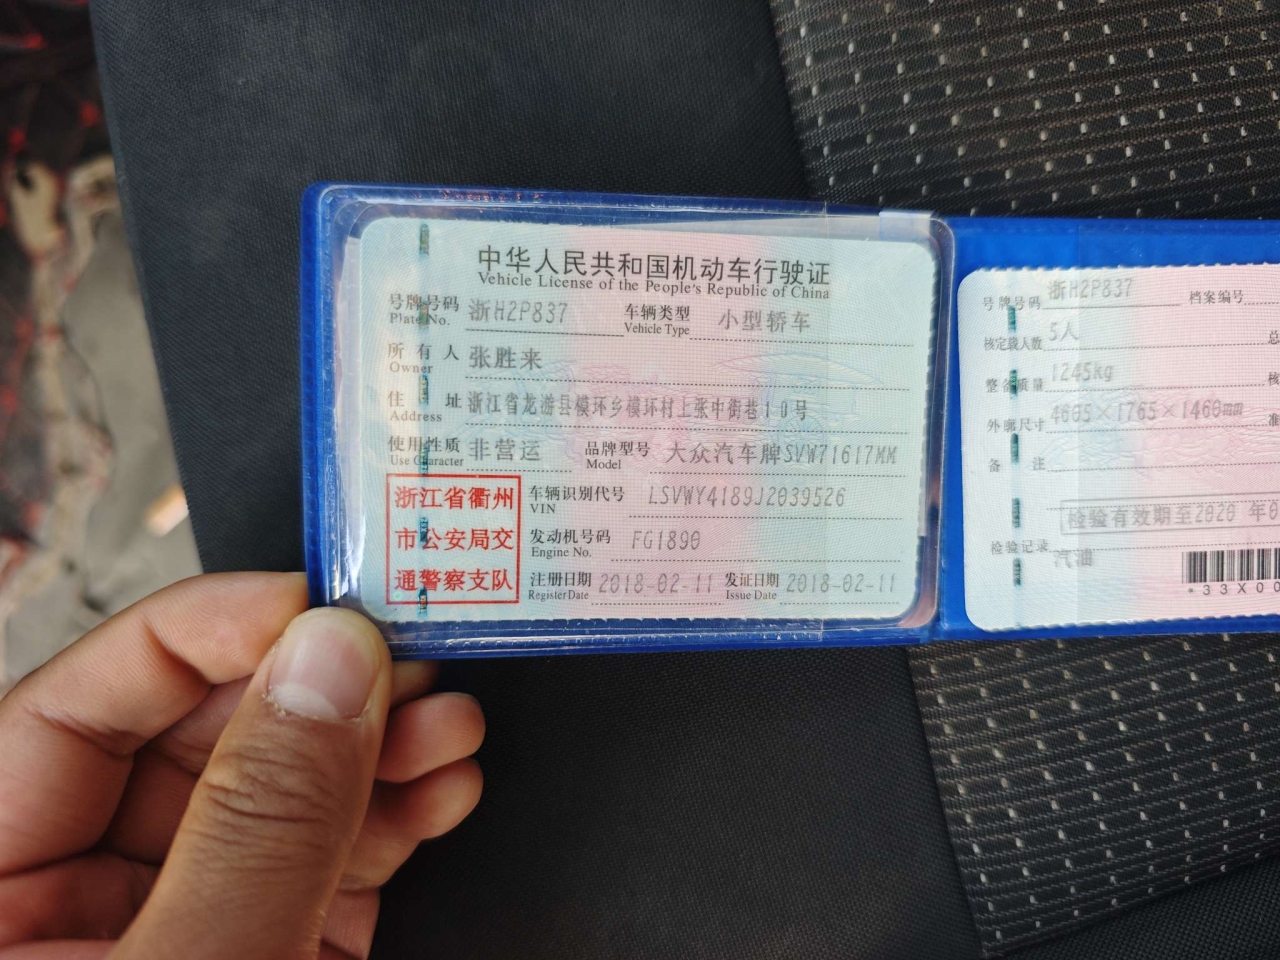 中华人民共和国机动车行驶证
Vehicle License of the People's Republic of China
号牌号码 浙H2P837 车辆类型 小型轿车
Plate No. Vehicle Type
所有人 张胜来
Owner
住址 浙江省龙游县模环乡模环村上张中街巷10号
Address
使用性质 非营运 品牌型号 大众汽车牌SVW71617MM
Use Character Model
浙江省衢州
市公安局交
通警察支队
车辆识别代号 LSVWY4189J2039526
VIN
发动机号码 FG1890
Engine No.
注册日期 2018-02-11 发证日期 2018-02-11
Register Date Issue Date
号牌号码 浙H2P837 档案编号
核定载人数 5人 总
整备质量 1245kg 核
外廓尺寸 4605×1765×1460mm 准
备注
检验有效期至2020年0
检验记录
汽油
*33X00